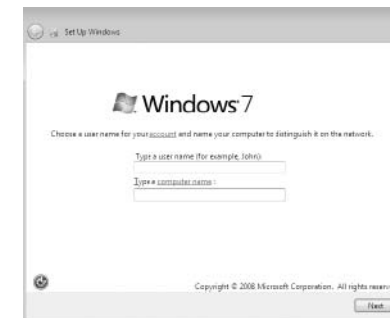 Set Up Windows
Windows 7
Choose a user name for your account and name your computer to distinguish it on the network.
Type a user name (for example, John):
Type a computer name :
Copyright © 2008 Microsoft Corporation. All rights
Next